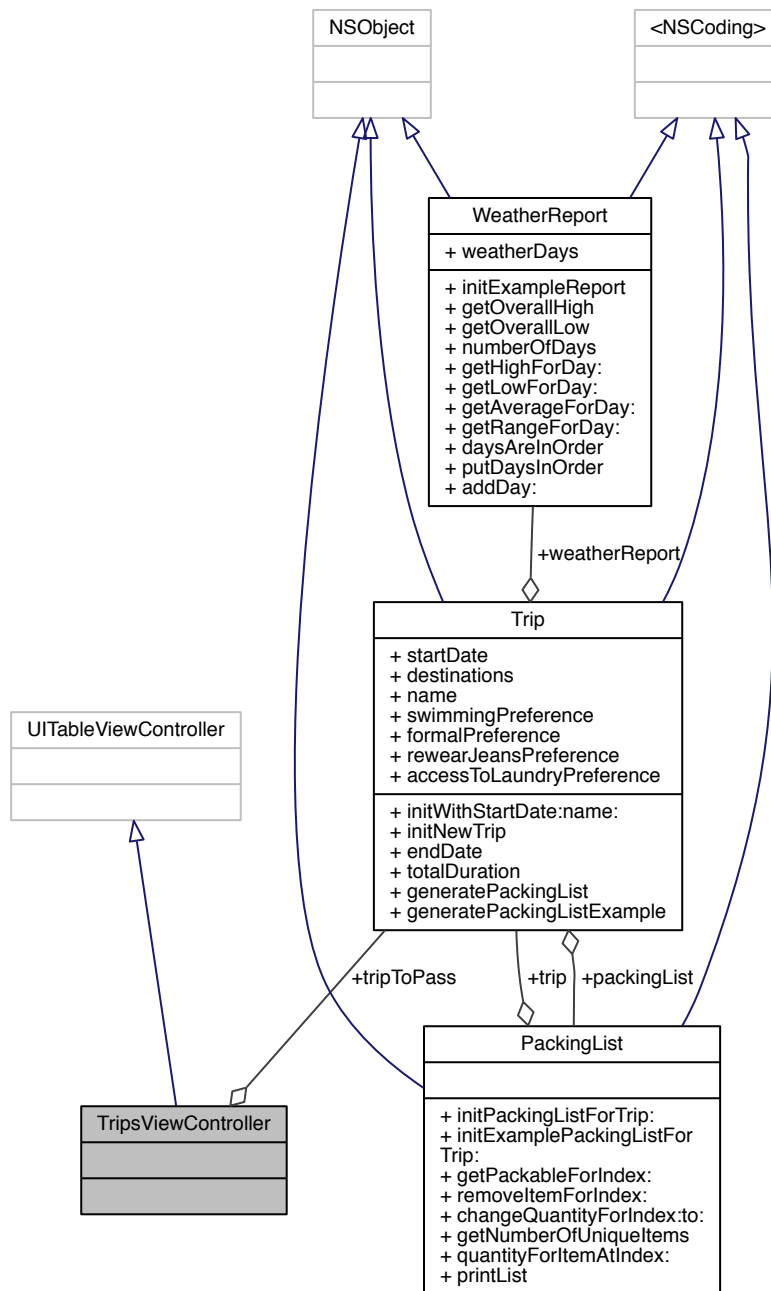 NSObject
<NSCoding>
WeatherReport
+ weatherDays
+ initExampleReport
+ getOverallHigh
+ getOverallLow
+ numberOfDays
+ getHighForDay:
+ getLowForDay:
+ getAverageForDay:
+ getRangeForDay:
+ daysAreInOrder
+ putDaysInOrder
+ addDay:
+weatherReport
Trip
+ startDate
+ destinations
+ name
+ swimmingPreference
+ formalPreference
+ rewearJeansPreference
+ accessToLaundryPreference
+ initWithStartDate:name:
+ initNewTrip
+ endDate
+ totalDuration
+ generatePackingList
+ generatePackingListExample
UITableViewController
+tripToPass
+trip
+packingList
TripsViewController
PackingList
+ initPackingListForTrip:
+ initExamplePackingListFor
Trip:
+ getPackableForIndex:
+ removeItemForIndex:
+ changeQuantityForIndex:to:
+ getNumberOfUniqueItems
+ quantityForItemAtIndex:
+ printList